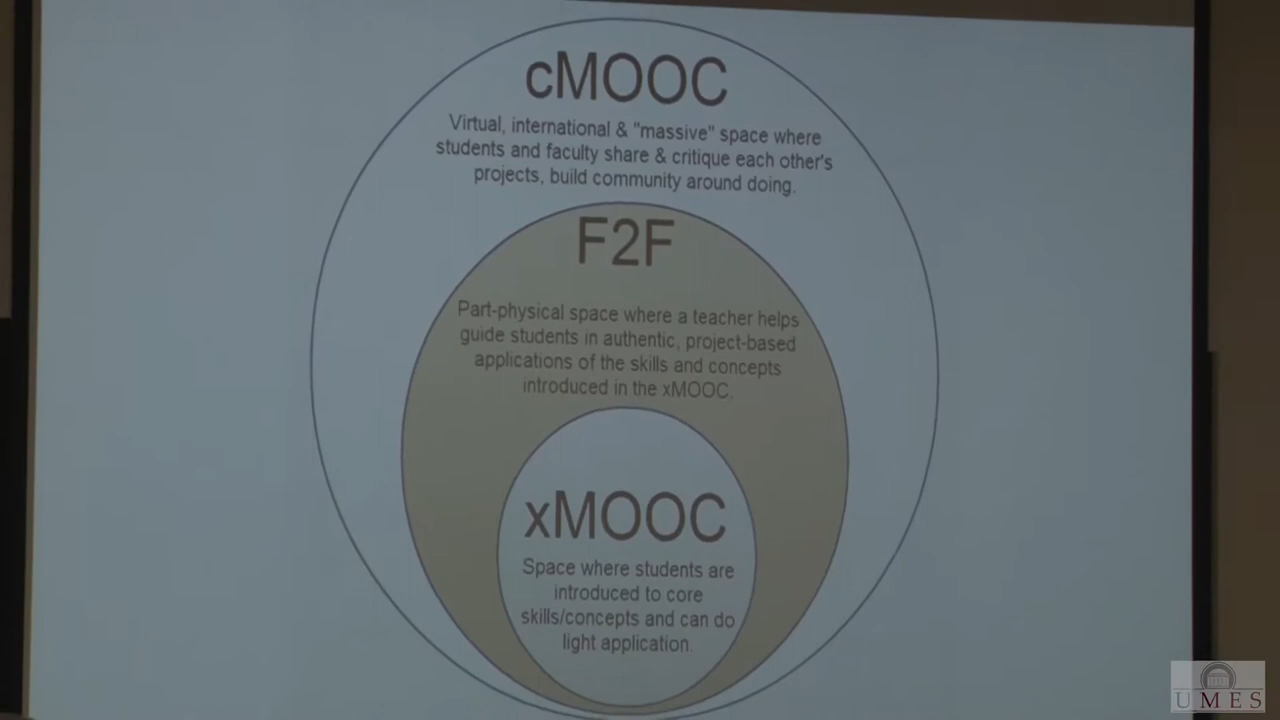 cMOOC
Virtual, international & "massive" space where
students and faculty share & critique each other's
projects, build community around doing.
F2F
Part-physical space where a teacher helps
guide students in authentic, project-based
applications of the skills and concepts
introduced in the xMOOC.
xMOOC
Space where students are
introduced to core
skills/concepts and can do
light application.
UMES